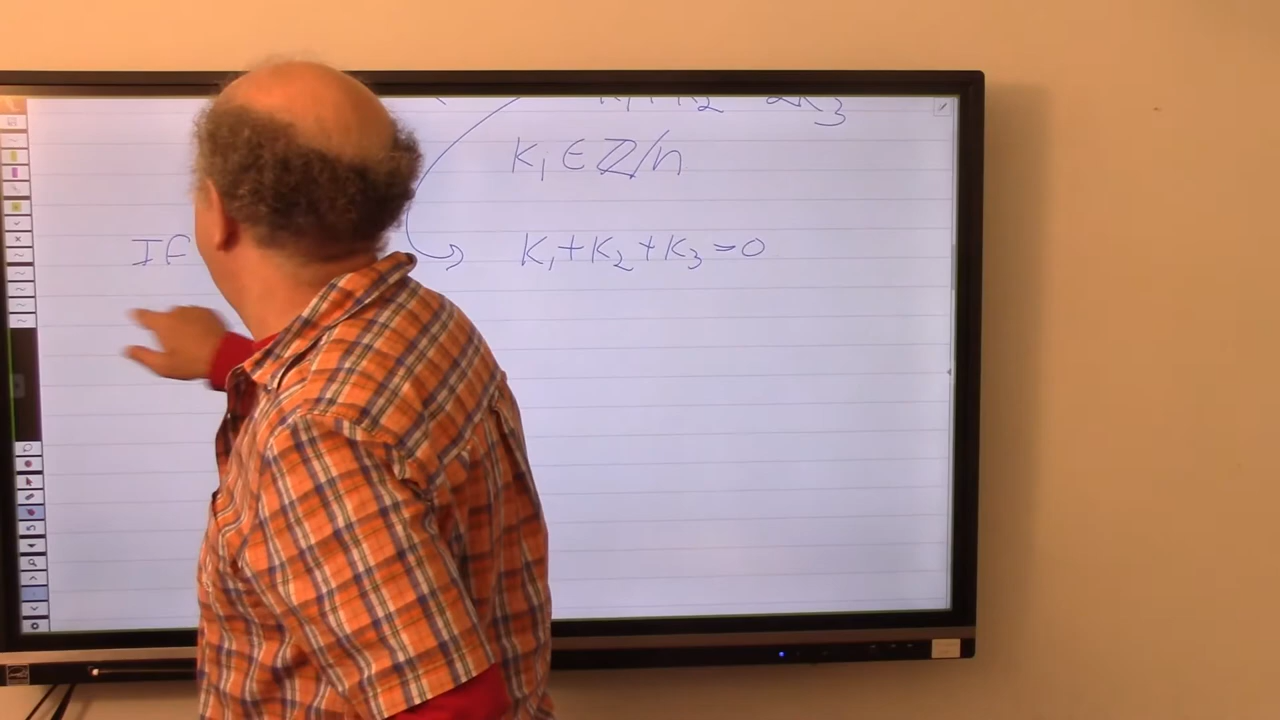 K₁ ∈ ℤ/n
If
K₁+K₂+K₃=0